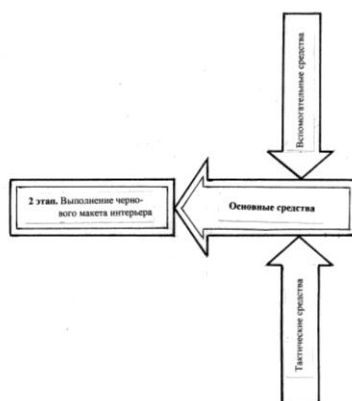 Вспомогательные средства
2 этап. Выполнение черно-
вого макета интерьера
Основные средства
Тактические средства